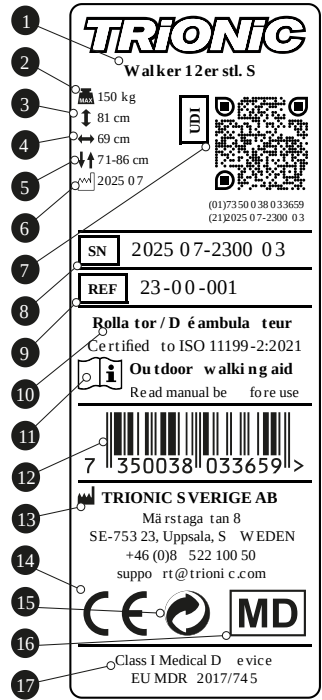 1
TRIONIC
Walker 12er stl. S
2
MAX 150 kg
3
81 cm
4
69 cm
5
71-86 cm
6
2025 07
UDI
(01)7350038033659
(21)202507-2300 03
7
8
SN 202507-2300 03
9
REF 23-00-001
10
Rollator/Déambulateur
Certified to ISO 11199-2:2021
11
Outdoor walking aid
Read manual before use
12
7 350038 033659 >
13
TRIONIC SVERIGE AB
Märstagatan 8
SE-753 23, Uppsala, SWEDEN
+46 (0)8 522 100 50
support@trionic.com
14
CE
15
16
MD
17
Class I Medical Device
EU MDR 2017/745